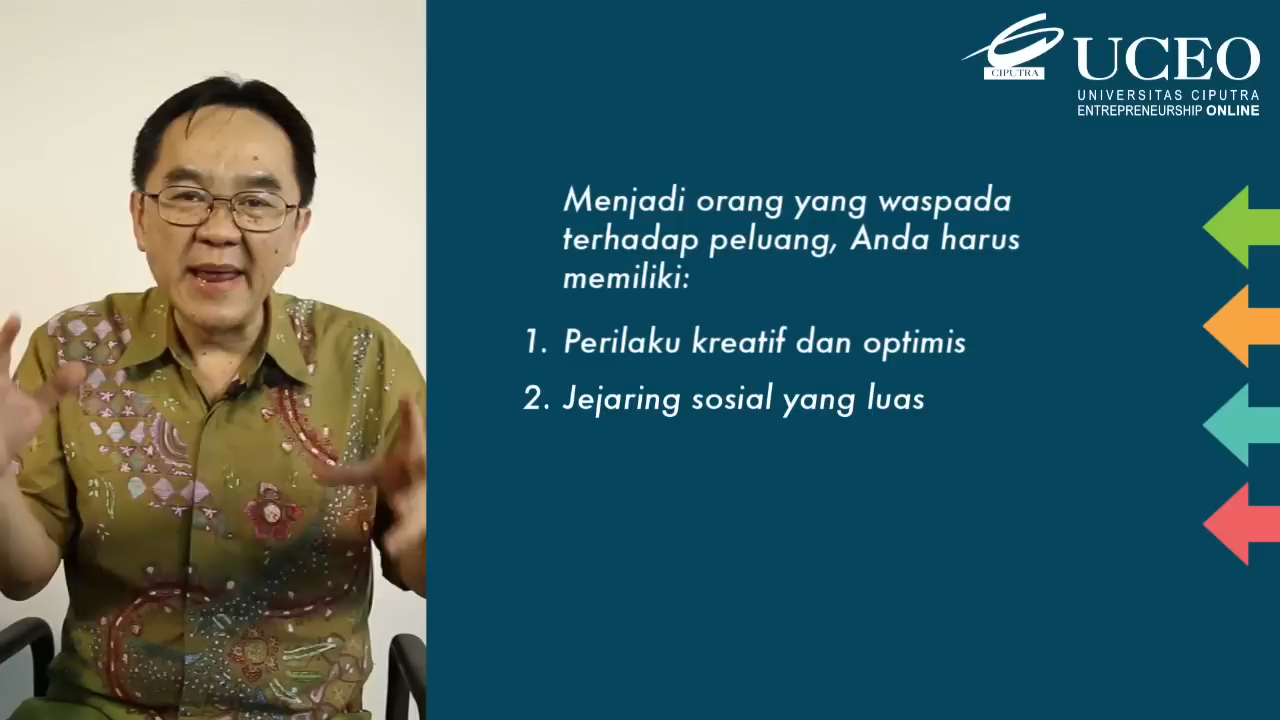 CIPUTRA
UCEO
UNIVERSITAS CIPUTRA
ENTREPRENEURSHIP ONLINE
Menjadi orang yang waspada
terhadap peluang, Anda harus
memiliki:
1. Perilaku kreatif dan optimis
2. Jejaring sosial yang luas